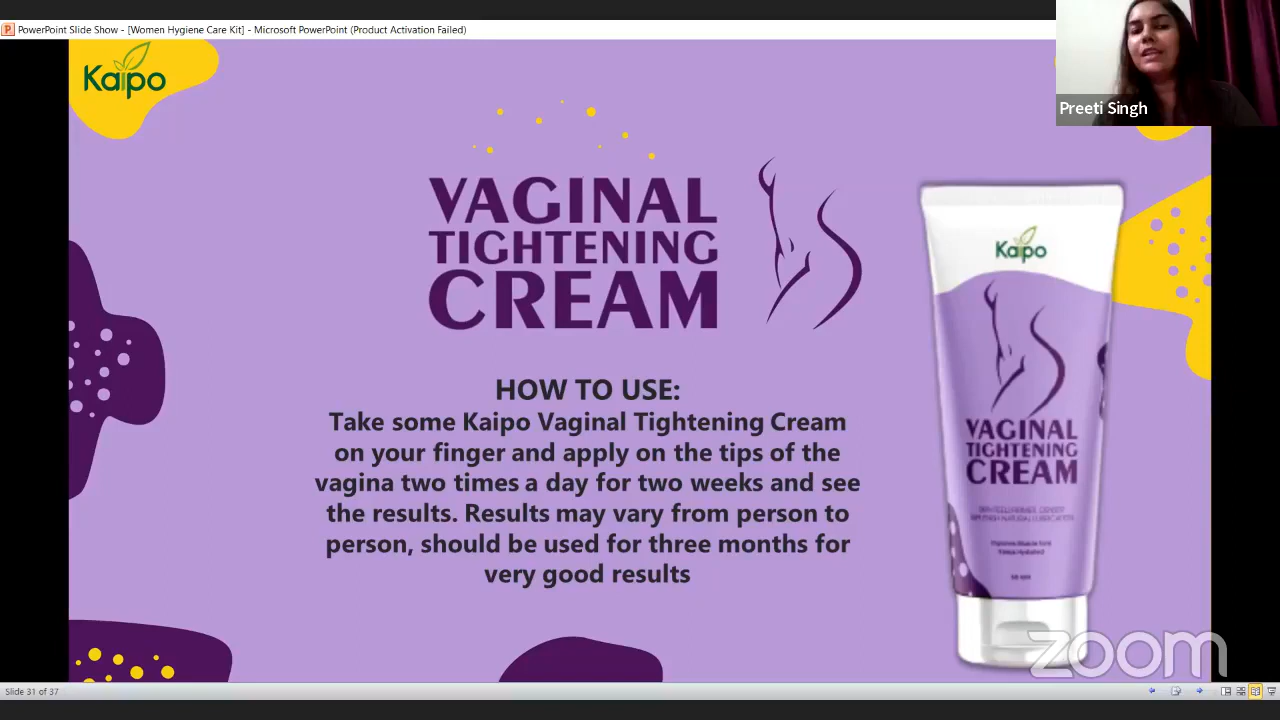 PowerPoint Slide Show - [Women Hygiene Care Kit] - Microsoft PowerPoint (Product Activation Failed)
Kaipo
Preeti Singh
VAGINAL
TIGHTENING
CREAM
HOW TO USE:
Take some Kaipo Vaginal Tightening Cream
on your finger and apply on the tips of the
vagina two times a day for two weeks and see
the results. Results may vary from person to
person, should be used for three months for
very good results
Kaipo
VAGINAL
TIGHTENING
CREAM
zoom
Slide 31 of 37